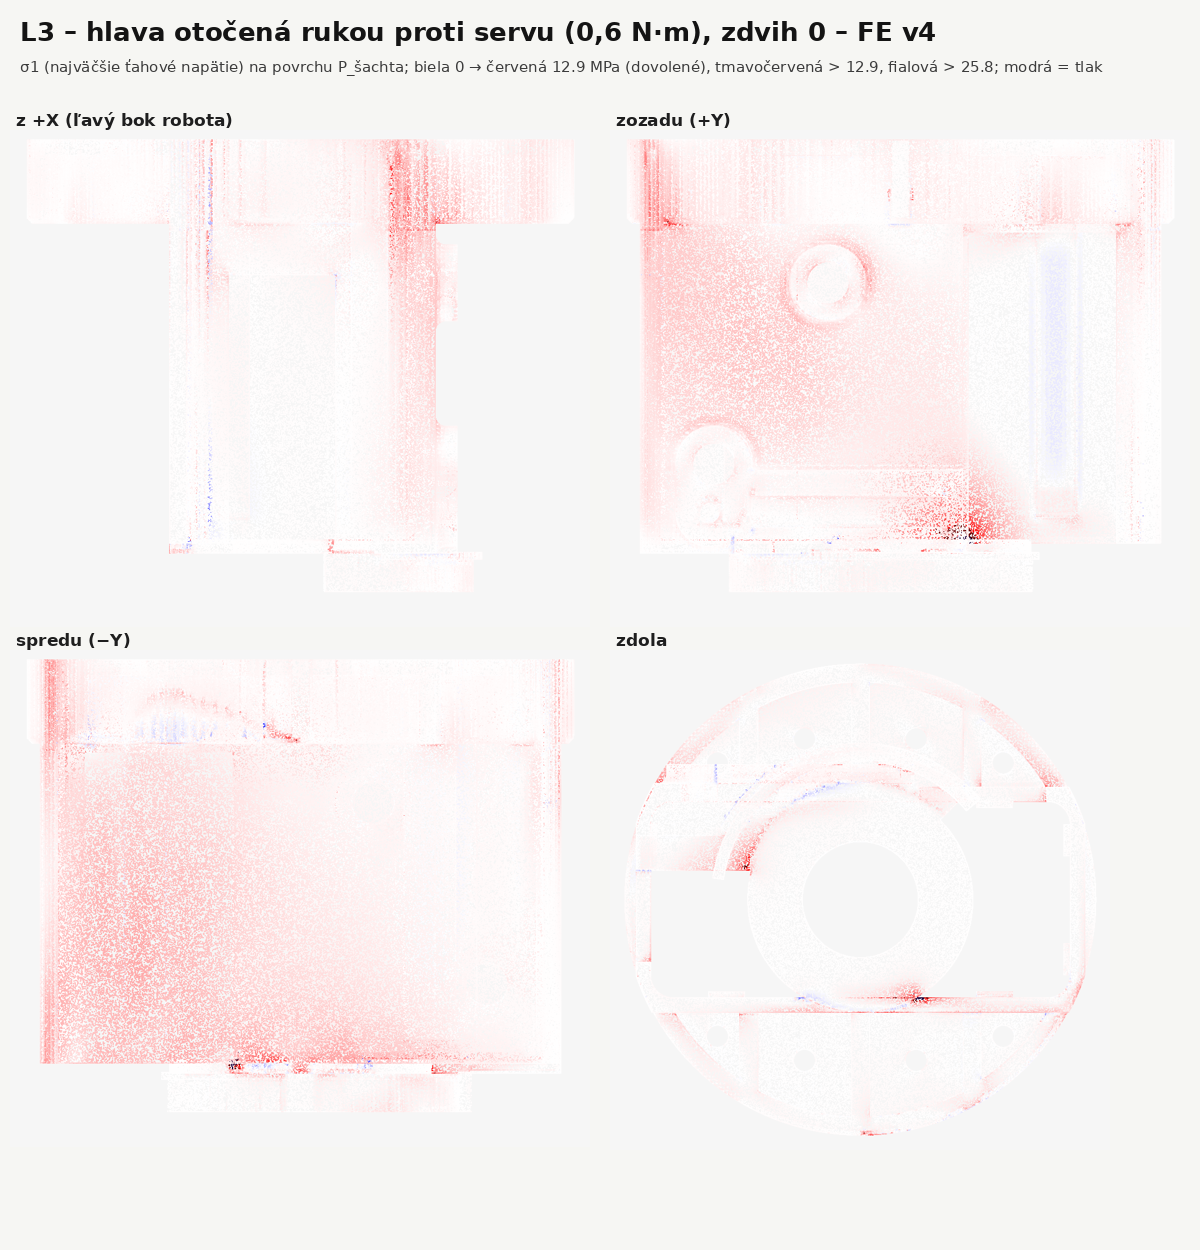 L3 – hlava otočená rukou proti servu (0,6 N·m), zdvih 0 – FE v4
σ1 (najväčšie ťahové napätie) na povrchu P_šachta; biela 0 → červená 12.9 MPa (dovolené), tmavočervená > 12.9, fialová > 25.8; modrá = tlak
z +X (ľavý bok robota)
zozadu (+Y)
spredu (−Y)
zdola